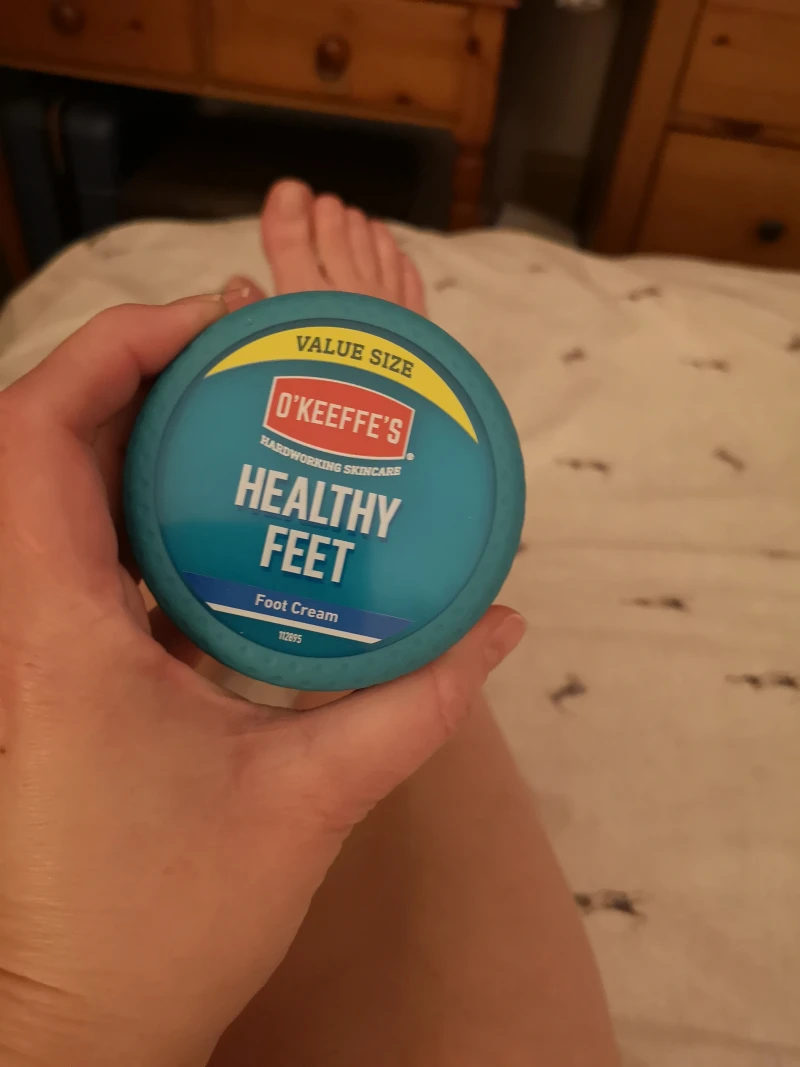 VALUE SIZE
O'KEEFFE'S®
HARDWORKING SKINCARE
HEALTHY
FEET
Foot Cream
112895